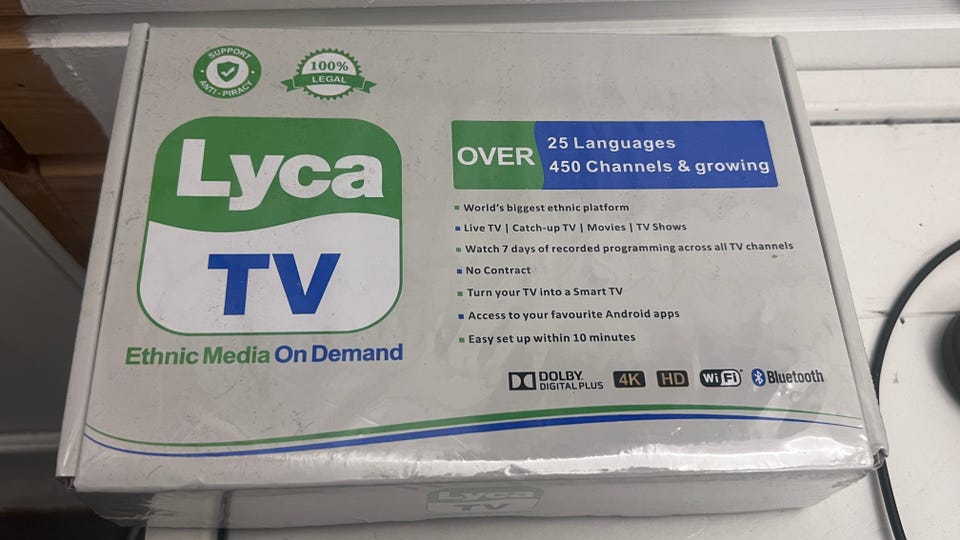 SUPPORT
ANTI-PIRACY
100%
LEGAL
Lyca
TV
Ethnic Media On Demand
OVER
25 Languages
450 Channels & growing
World's biggest ethnic platform
Live TV | Catch-up TV | Movies | TV Shows
Watch 7 days of recorded programming across all TV channels
No Contract
Turn your TV into a Smart TV
Access to your favourite Android apps
Easy set up within 10 minutes
DOLBY
DIGITAL PLUS
4K
HD
WiFi
Bluetooth
Lyca
TV